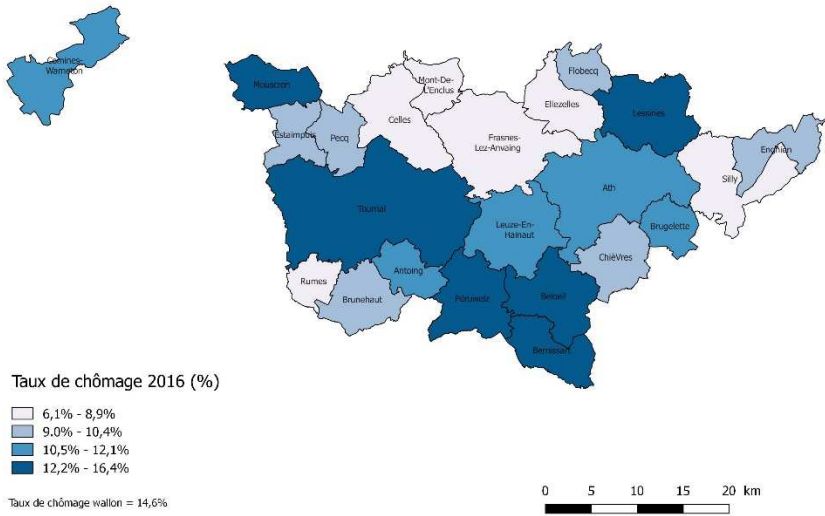 Comines-
Warneton
Mouscron
Mont-De-
L'Enclus
Flobecq
Ellezelles
Lessines
Celles
Estaimpuis
Pecq
Frasnes-
Lez-Anvaing
Enghien
Silly
Ath
Tournai
Leuze-En-
Hainaut
Brugelette
ChièVres
Antoing
Rumes
Brunehaut
Péruwelz
Beloeil
Bernissart
Taux de chômage 2016 (%)
6,1% - 8,9%
9.0% - 10,4%
10,5% - 12,1%
12,2% - 16,4%
Taux de chômage wallon = 14,6%
0 5 10 15 20 km